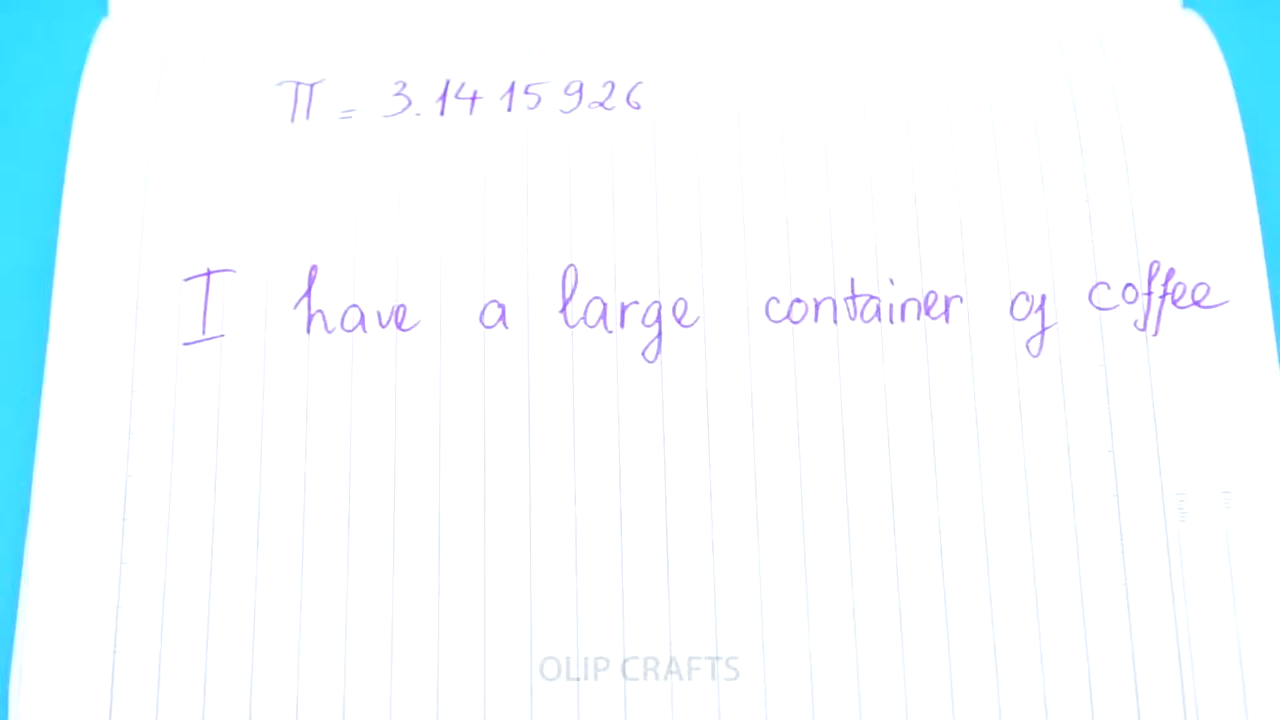 π = 3.1415926
I have a large container of coffee
OLIP CRAFTS